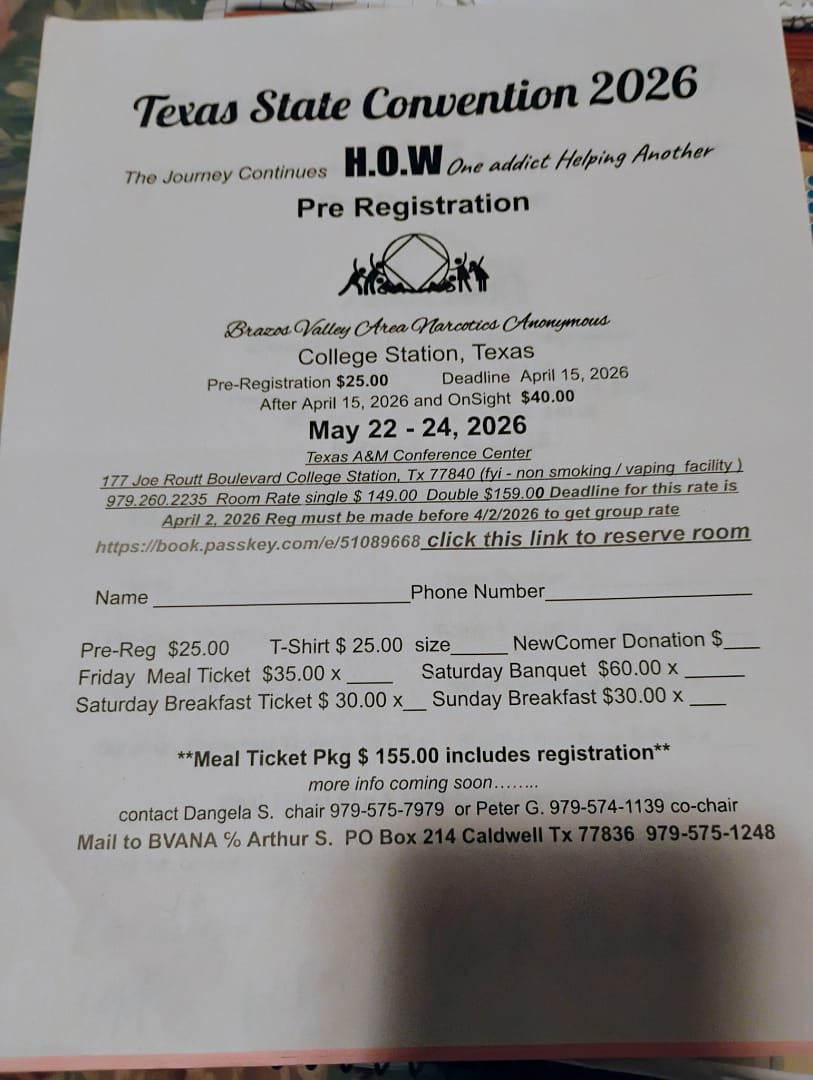 Texas State Convention 2026
The Journey Continues H.O.W One addict Helping Another
Pre Registration
Brazos Valley Area Narcotics Anonymous
College Station, Texas
Pre-Registration $25.00 Deadline April 15, 2026
After April 15, 2026 and OnSight $40.00
May 22 - 24, 2026
Texas A&M Conference Center
177 Joe Routt Boulevard College Station, Tx 77840 (fyi - non smoking / vaping facility )
979.260.2235 Room Rate single $ 149.00 Double $159.00 Deadline for this rate is
April 2, 2026 Reg must be made before 4/2/2026 to get group rate
https://book.passkey.com/e/51089668 click this link to reserve room
Name ____________________ Phone Number____________________
Pre-Reg $25.00 T-Shirt $ 25.00 size______ NewComer Donation $____
Friday Meal Ticket $35.00 x _____ Saturday Banquet $60.00 x ______
Saturday Breakfast Ticket $ 30.00 x__ Sunday Breakfast $30.00 x ____
**Meal Ticket Pkg $ 155.00 includes registration**
more info coming soon........
contact Dangela S. chair 979-575-7979 or Peter G. 979-574-1139 co-chair
Mail to BVANA ℅ Arthur S. PO Box 214 Caldwell Tx 77836 979-575-1248